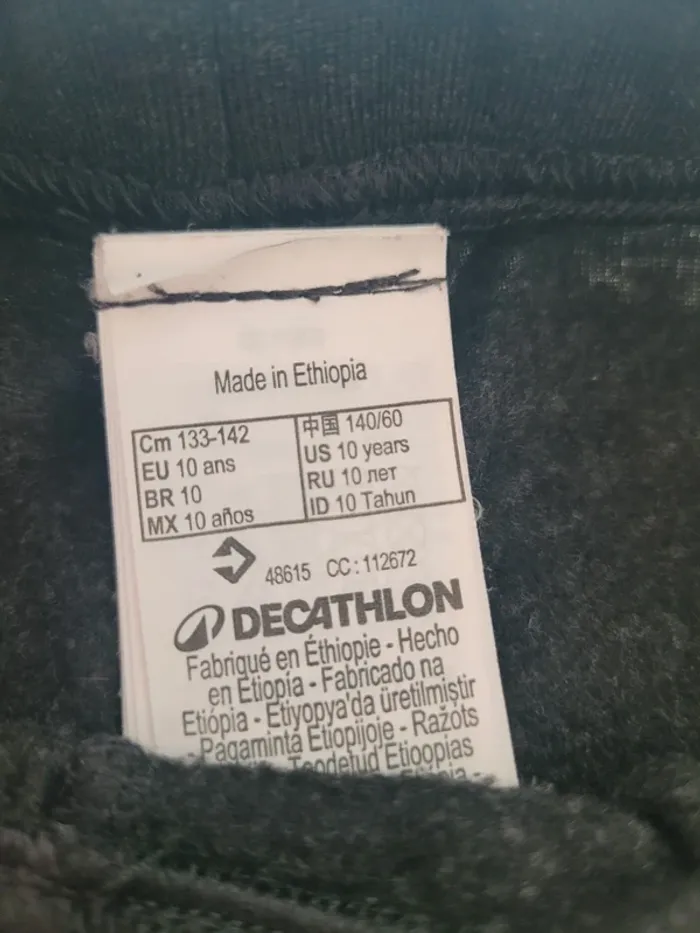 Made in Ethiopia
Cm 133-142
EU 10 ans
BR 10
MX 10 años
中国 140/60
US 10 years
RU 10 лет
ID 10 Tahun
48615 CC : 112672
DECATHLON
Fabriqué en Éthiopie - Hecho
en Etiopía - Fabricado na
Etiópia - Etiyopya'da üretilmiştir
- Pagaminta Etiopijoje - Ražots
Toodetud Etioopias